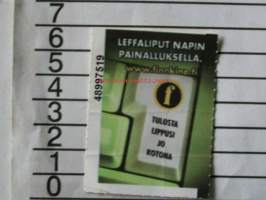 7
6
5
4
3
2
1
0
48997519
LEFFALIPUT NAPIN
PAINALLUKSELLA.
www.finnkino.fi
f
TULOSTA
LIPPUSI
JO
KOTONA